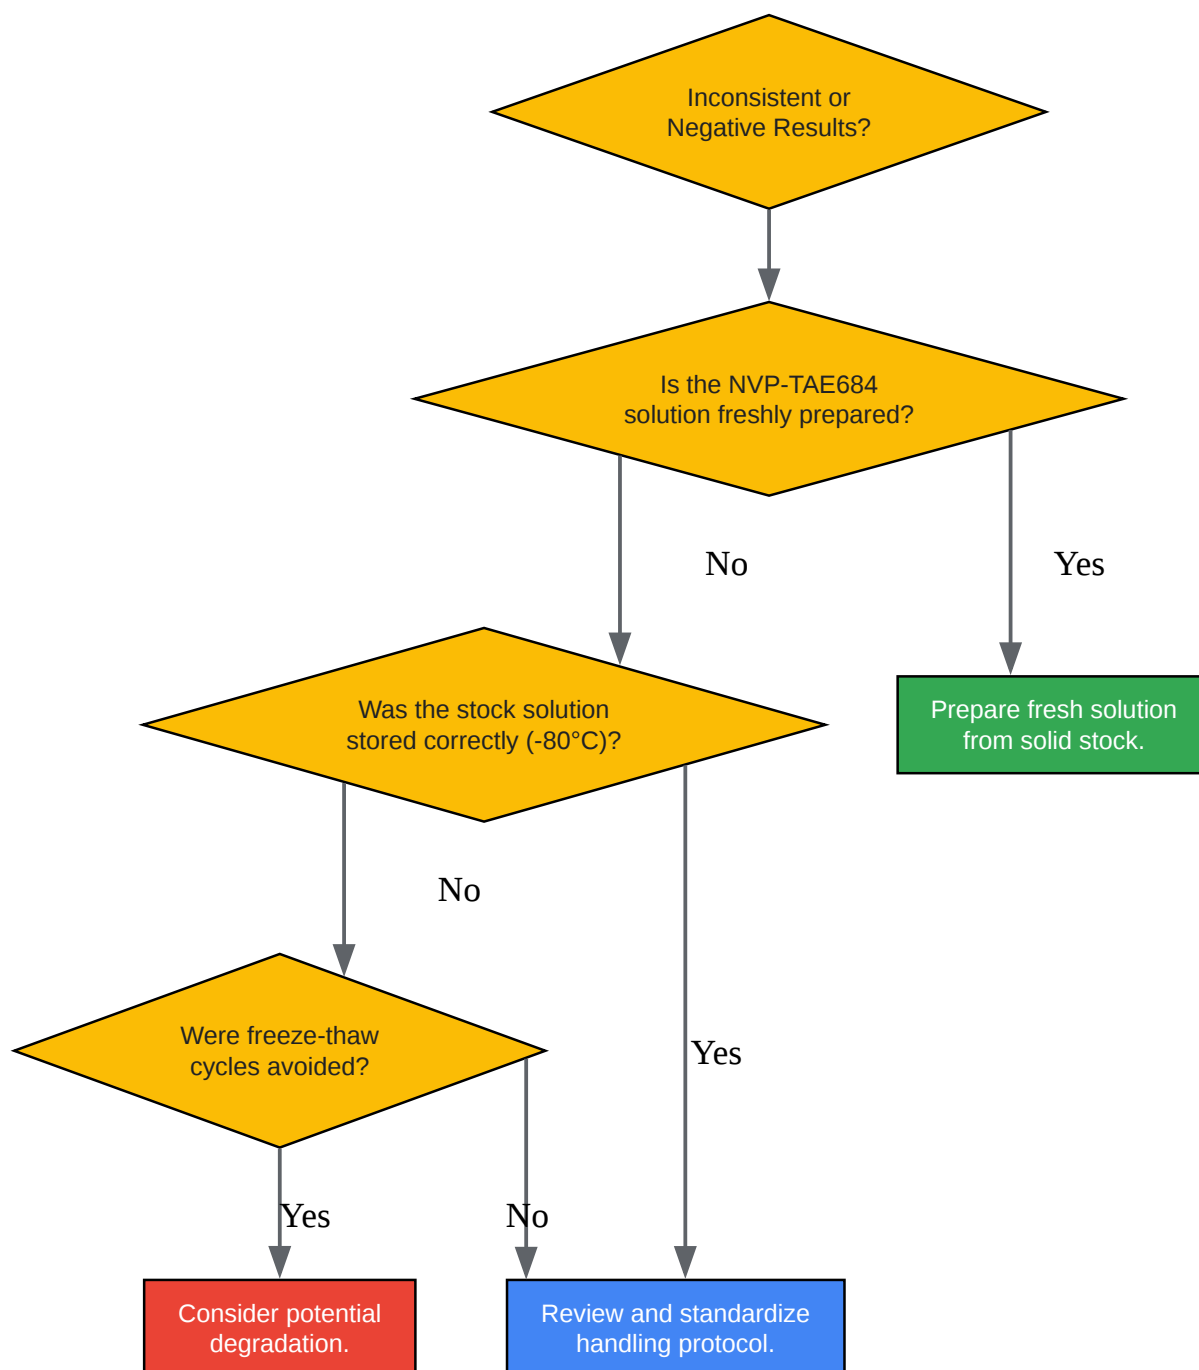 Inconsistent or
Negative Results?
Is the NVP-TAE684
solution freshly prepared?
No
Yes
Was the stock solution
stored correctly (-80°C)?
Prepare fresh solution
from solid stock.
No
Were freeze-thaw
cycles avoided?
Yes
Yes
No
Consider potential
degradation.
Review and standardize
handling protocol.